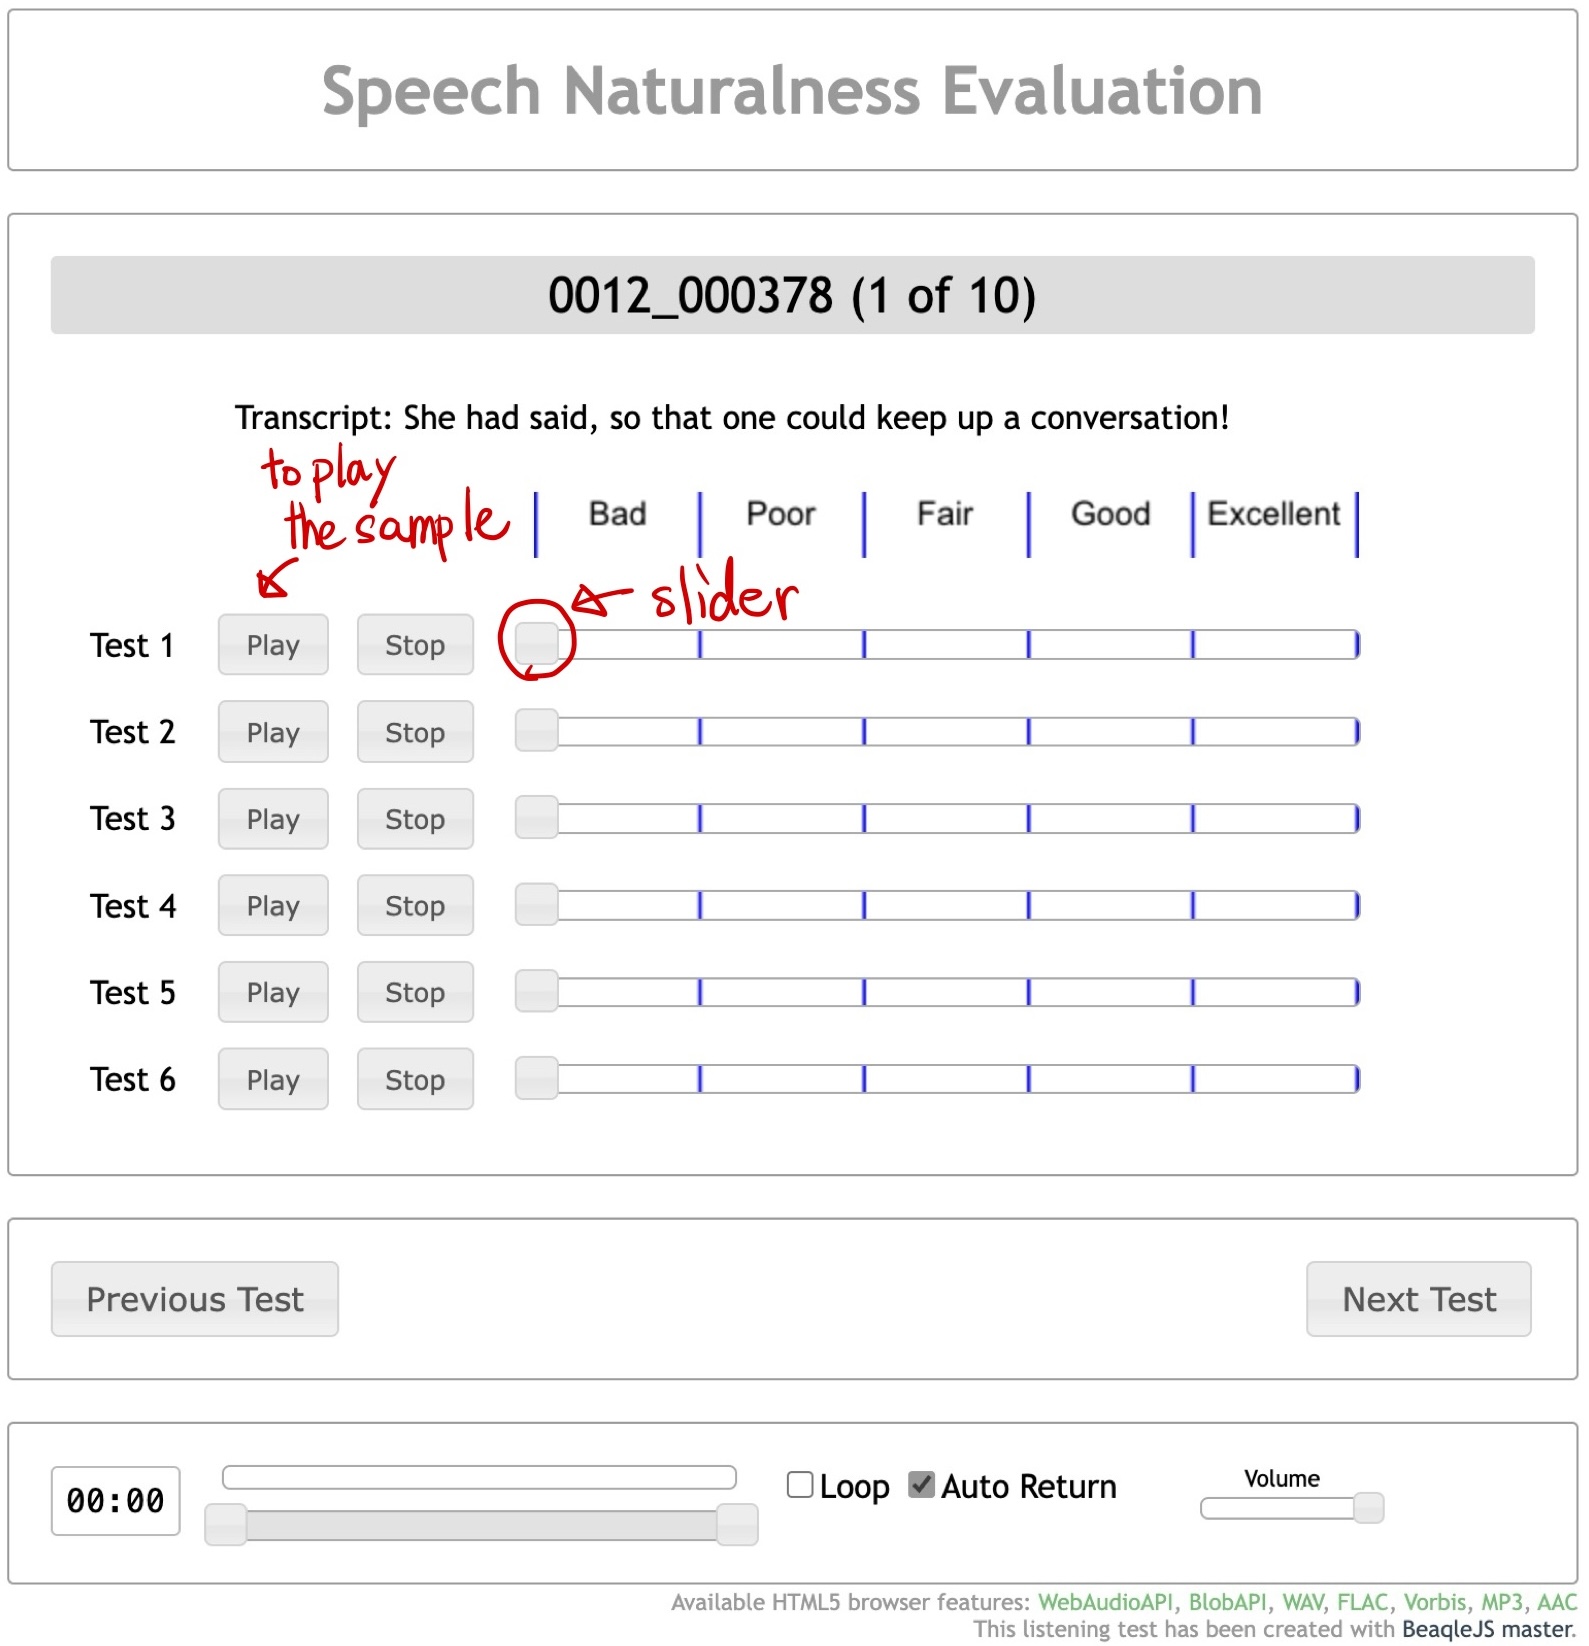 Speech Naturalness Evaluation
0012_000378 (1 of 10)
Transcript: She had said, so that one could keep up a conversation!
to play
the sample
Bad Poor Fair Good Excellent
slider
Test 1 Play Stop
Test 2 Play Stop
Test 3 Play Stop
Test 4 Play Stop
Test 5 Play Stop
Test 6 Play Stop
Previous Test Next Test
Volume
00:00 Loop Auto Return
Available HTML5 browser features: WebAudioAPI, BlobAPI, WAV, FLAC, Vorbis, MP3, AAC
This listening test has been created with BeaqleJS master.